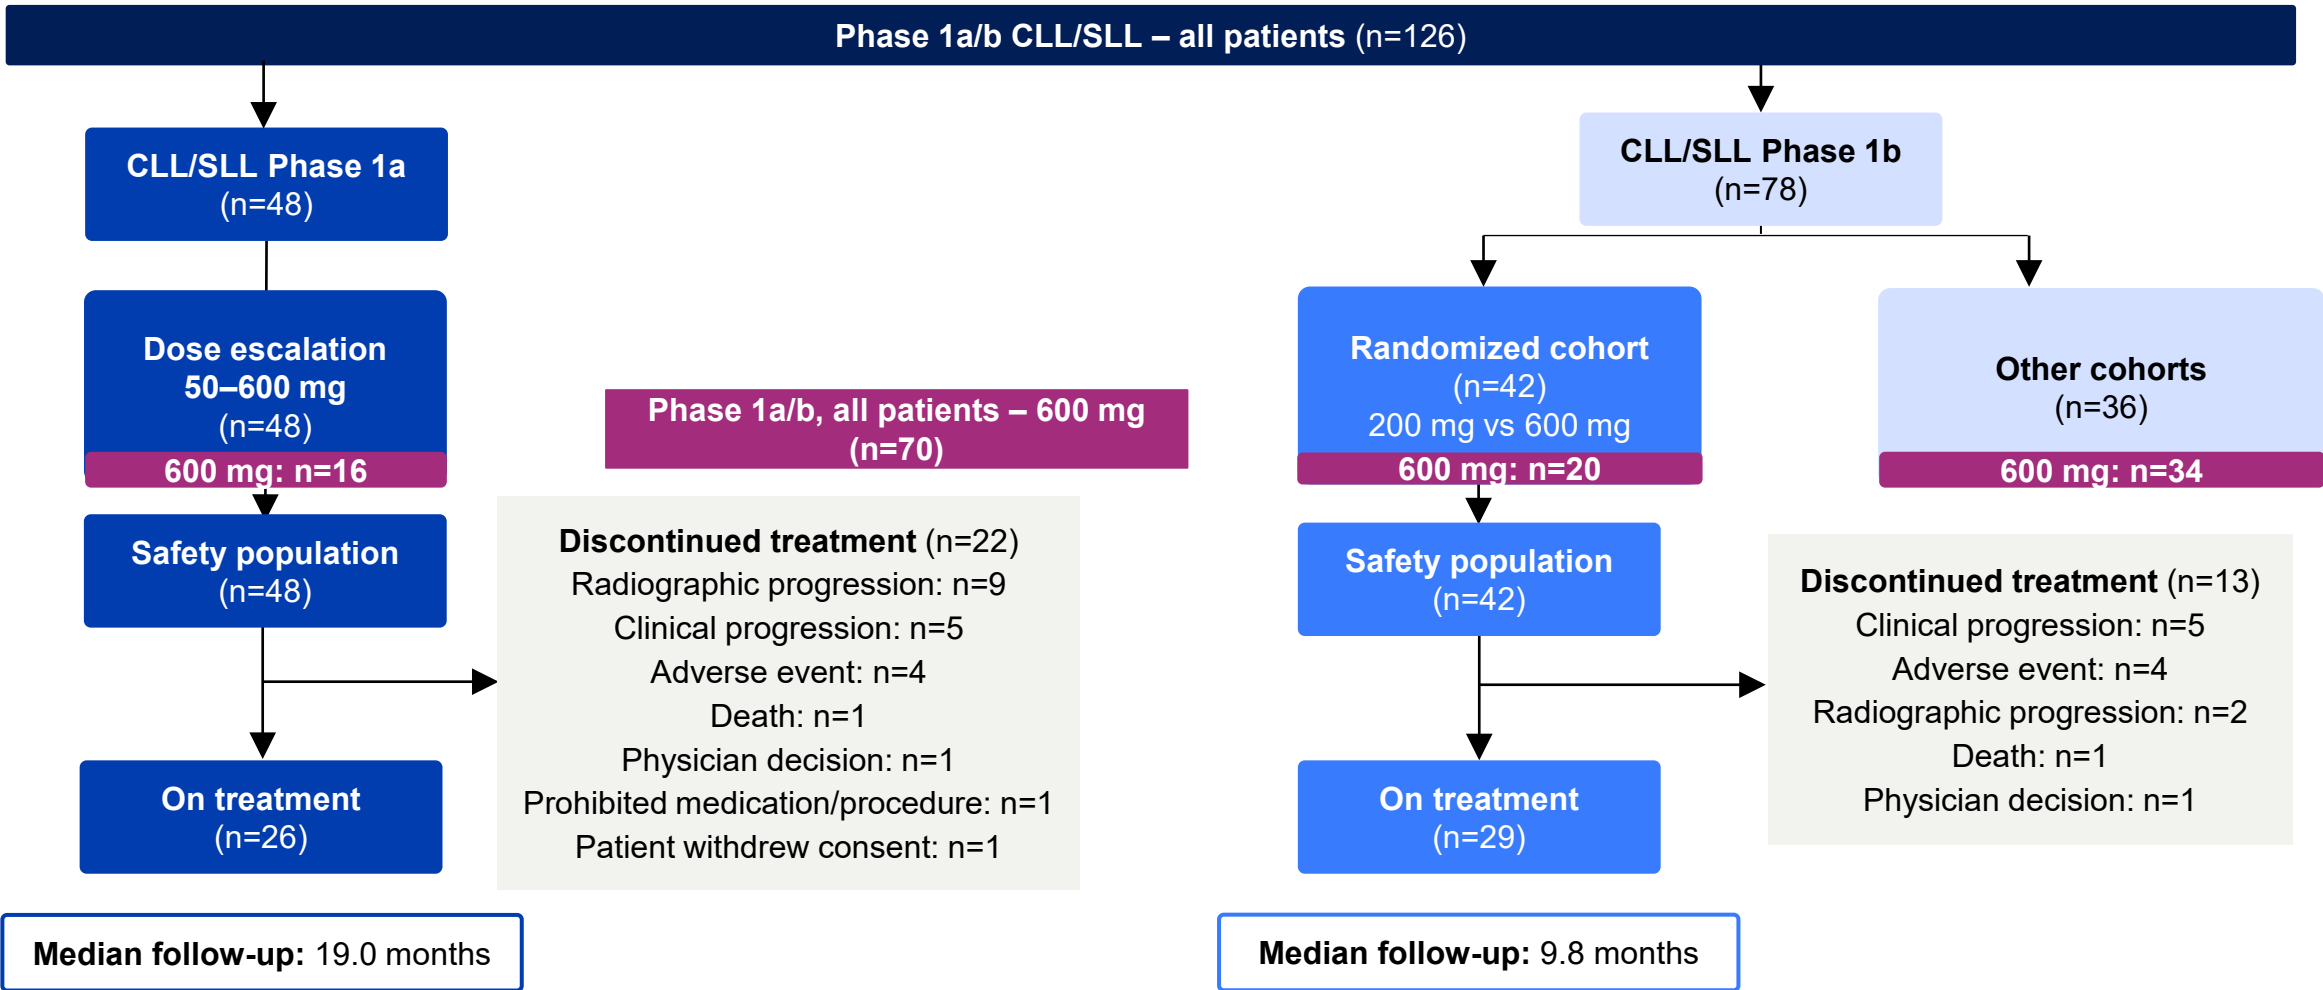 Phase 1a/b CLL/SLL – all patients (n=126)
CLL/SLL Phase 1a
(n=48)
Dose escalation
50–600 mg
(n=48)
600 mg: n=16
Safety population
(n=48)
Discontinued treatment (n=22)
Radiographic progression: n=9
Clinical progression: n=5
Adverse event: n=4
Death: n=1
Physician decision: n=1
Prohibited medication/procedure: n=1
Patient withdrew consent: n=1
On treatment
(n=26)
Median follow-up: 19.0 months
Phase 1a/b, all patients – 600 mg
(n=70)
CLL/SLL Phase 1b
(n=78)
Randomized cohort
(n=42)
200 mg vs 600 mg
600 mg: n=20
Other cohorts
(n=36)
600 mg: n=34
Safety population
(n=42)
Discontinued treatment (n=13)
Clinical progression: n=5
Adverse event: n=4
Radiographic progression: n=2
Death: n=1
Physician decision: n=1
On treatment
(n=29)
Median follow-up: 9.8 months